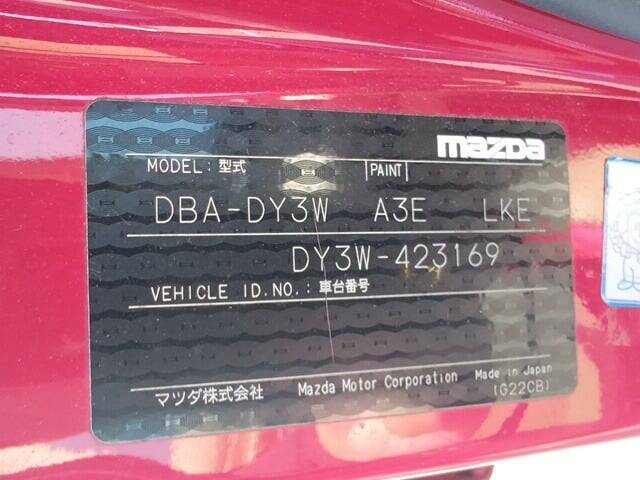 mazda
MODEL:型式 PAINT
DBA-DY3W A3E LKE
DY3W-423169
VEHICLE ID.NO.:車台番号
マツダ株式会社 Mazda Motor Corporation Made in Japan
(G22CB)